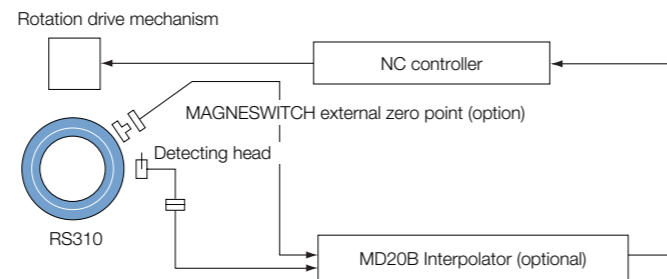 Rotation drive mechanism
NC controller
MAGNESWITCH external zero point (option)
Detecting head
RS310
MD20B Interpolator (optional)